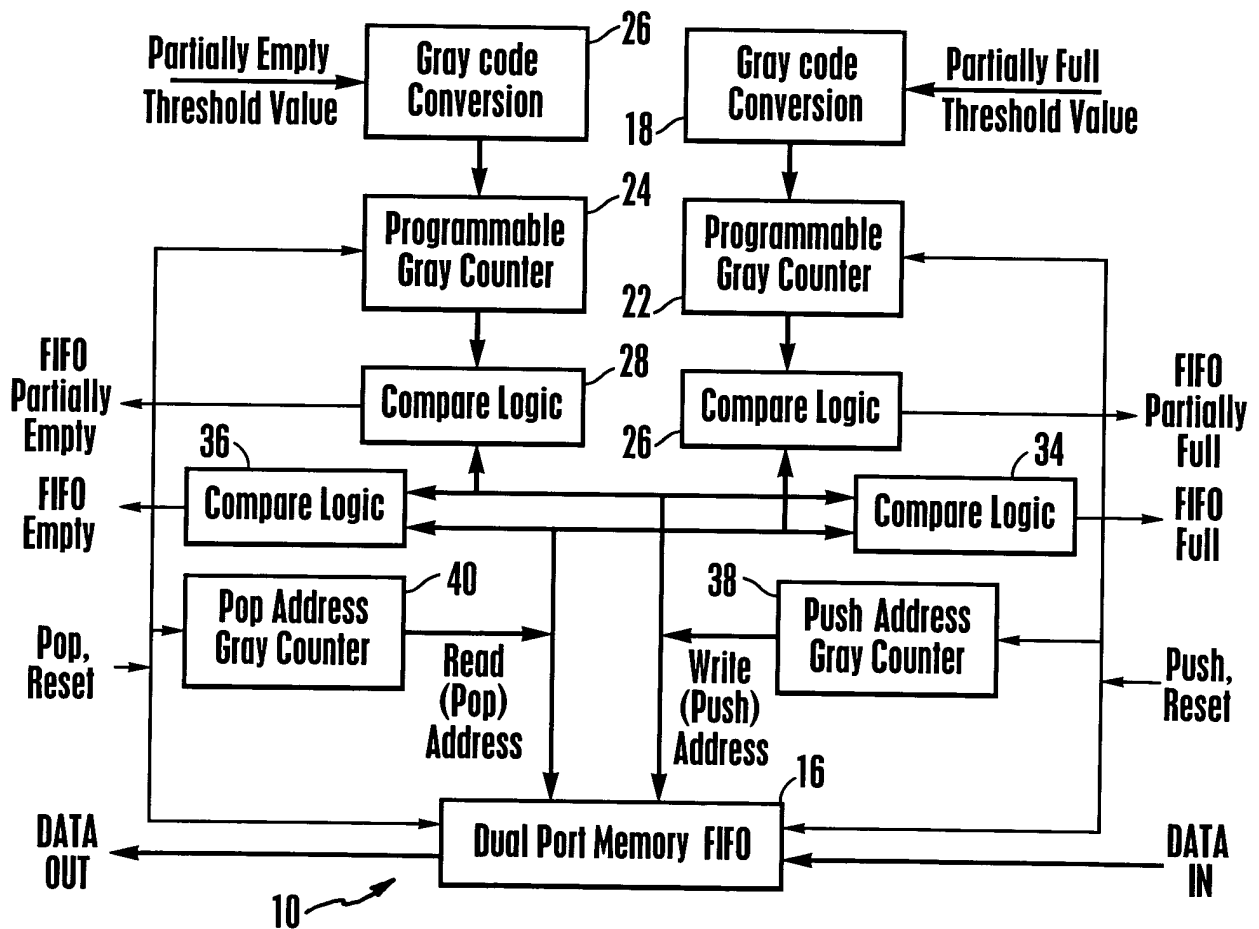 26
Partially Empty
Threshold Value
Gray code
Conversion
Gray code
Conversion
18
Partially Full
Threshold Value
24
Programmable
Gray Counter
Programmable
Gray Counter
22
FIFO
Partially
Empty
28
Compare Logic
Compare Logic
26
FIFO
Partially
Full
36
FIFO
Empty
Compare Logic
34
Compare Logic
FIFO
Full
40
Pop Address
Gray Counter
38
Push Address
Gray Counter
Pop,
Reset
Read
(Pop)
Address
Write
(Push)
Address
Push,
Reset
16
Dual Port Memory FIFO
DATA
OUT
DATA
IN
10